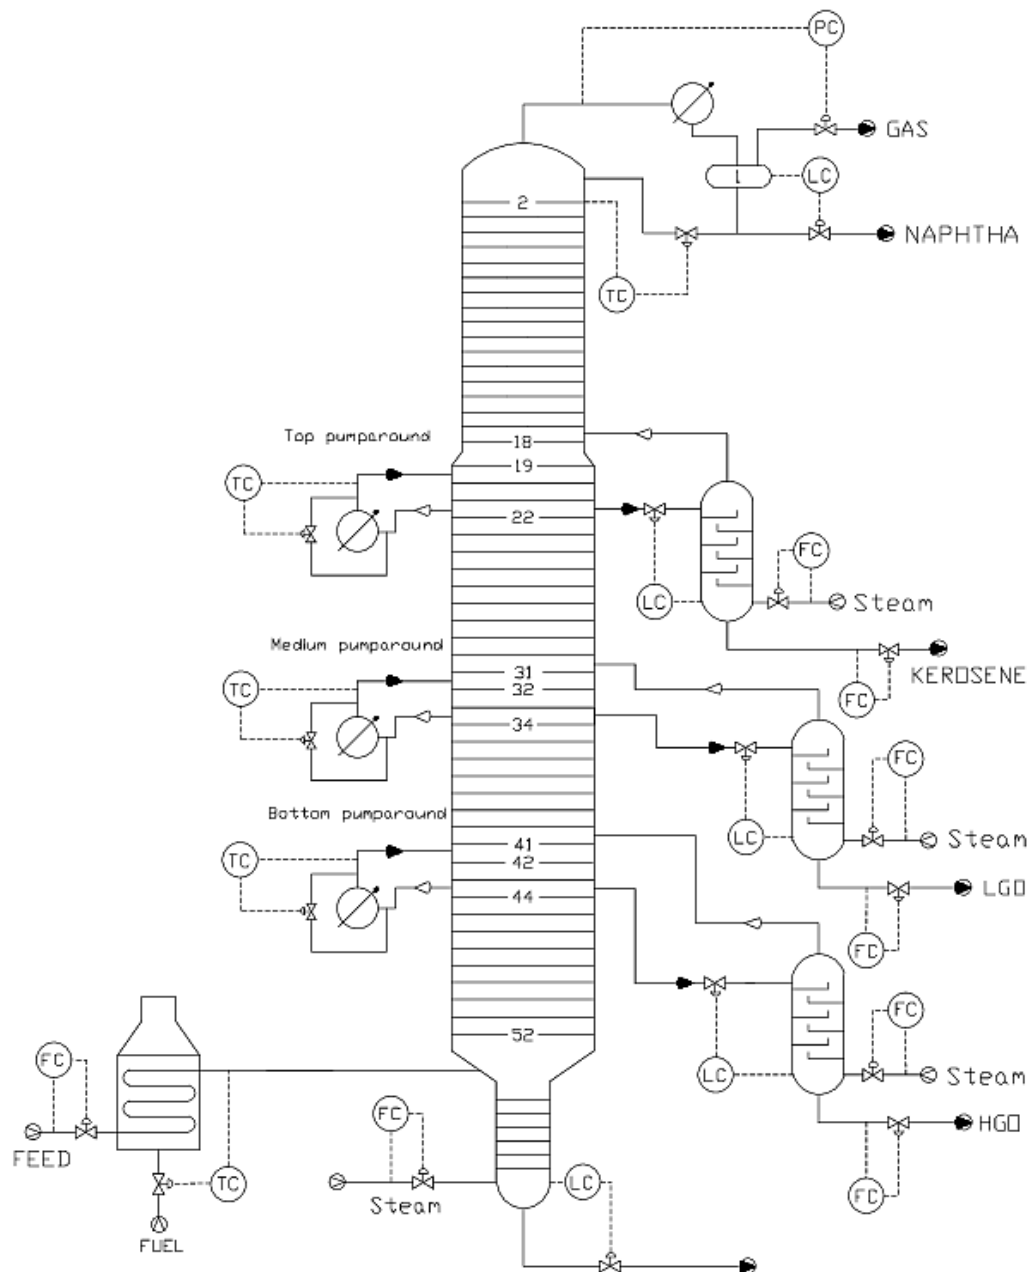 PC
GAS
LC
2
NAPHTHA
TC
Top pumparound
18
19
TC
22
FC
LC
Steam
Medium pumparound
31
KEROSENE
TC
32
FC
34
FC
Bottom pumparound
LC
Steam
41
TC
42
LGO
44
FC
FC
52
FC
LC
Steam
FC
HGO
FEED
TC
LC
FC
Steam
FUEL